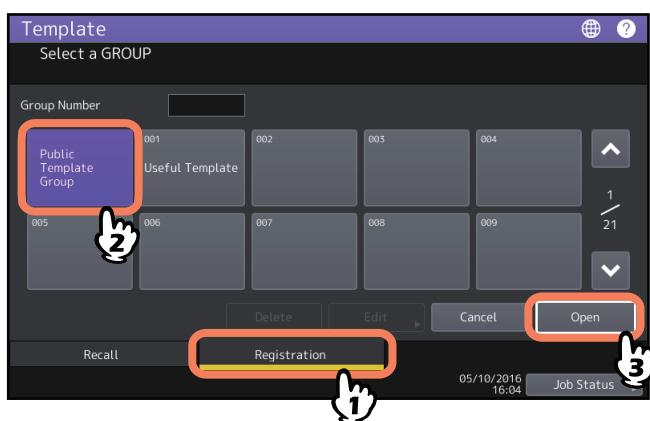 Template
?
Select a GROUP
Group Number
Public
Template
Group
001
Useful Template
002
003
004
1
21
005
006
007
008
009
2
Delete
Edit
Cancel
Open
3
Recall
Registration
1
05/10/2016
16:04
Job Status